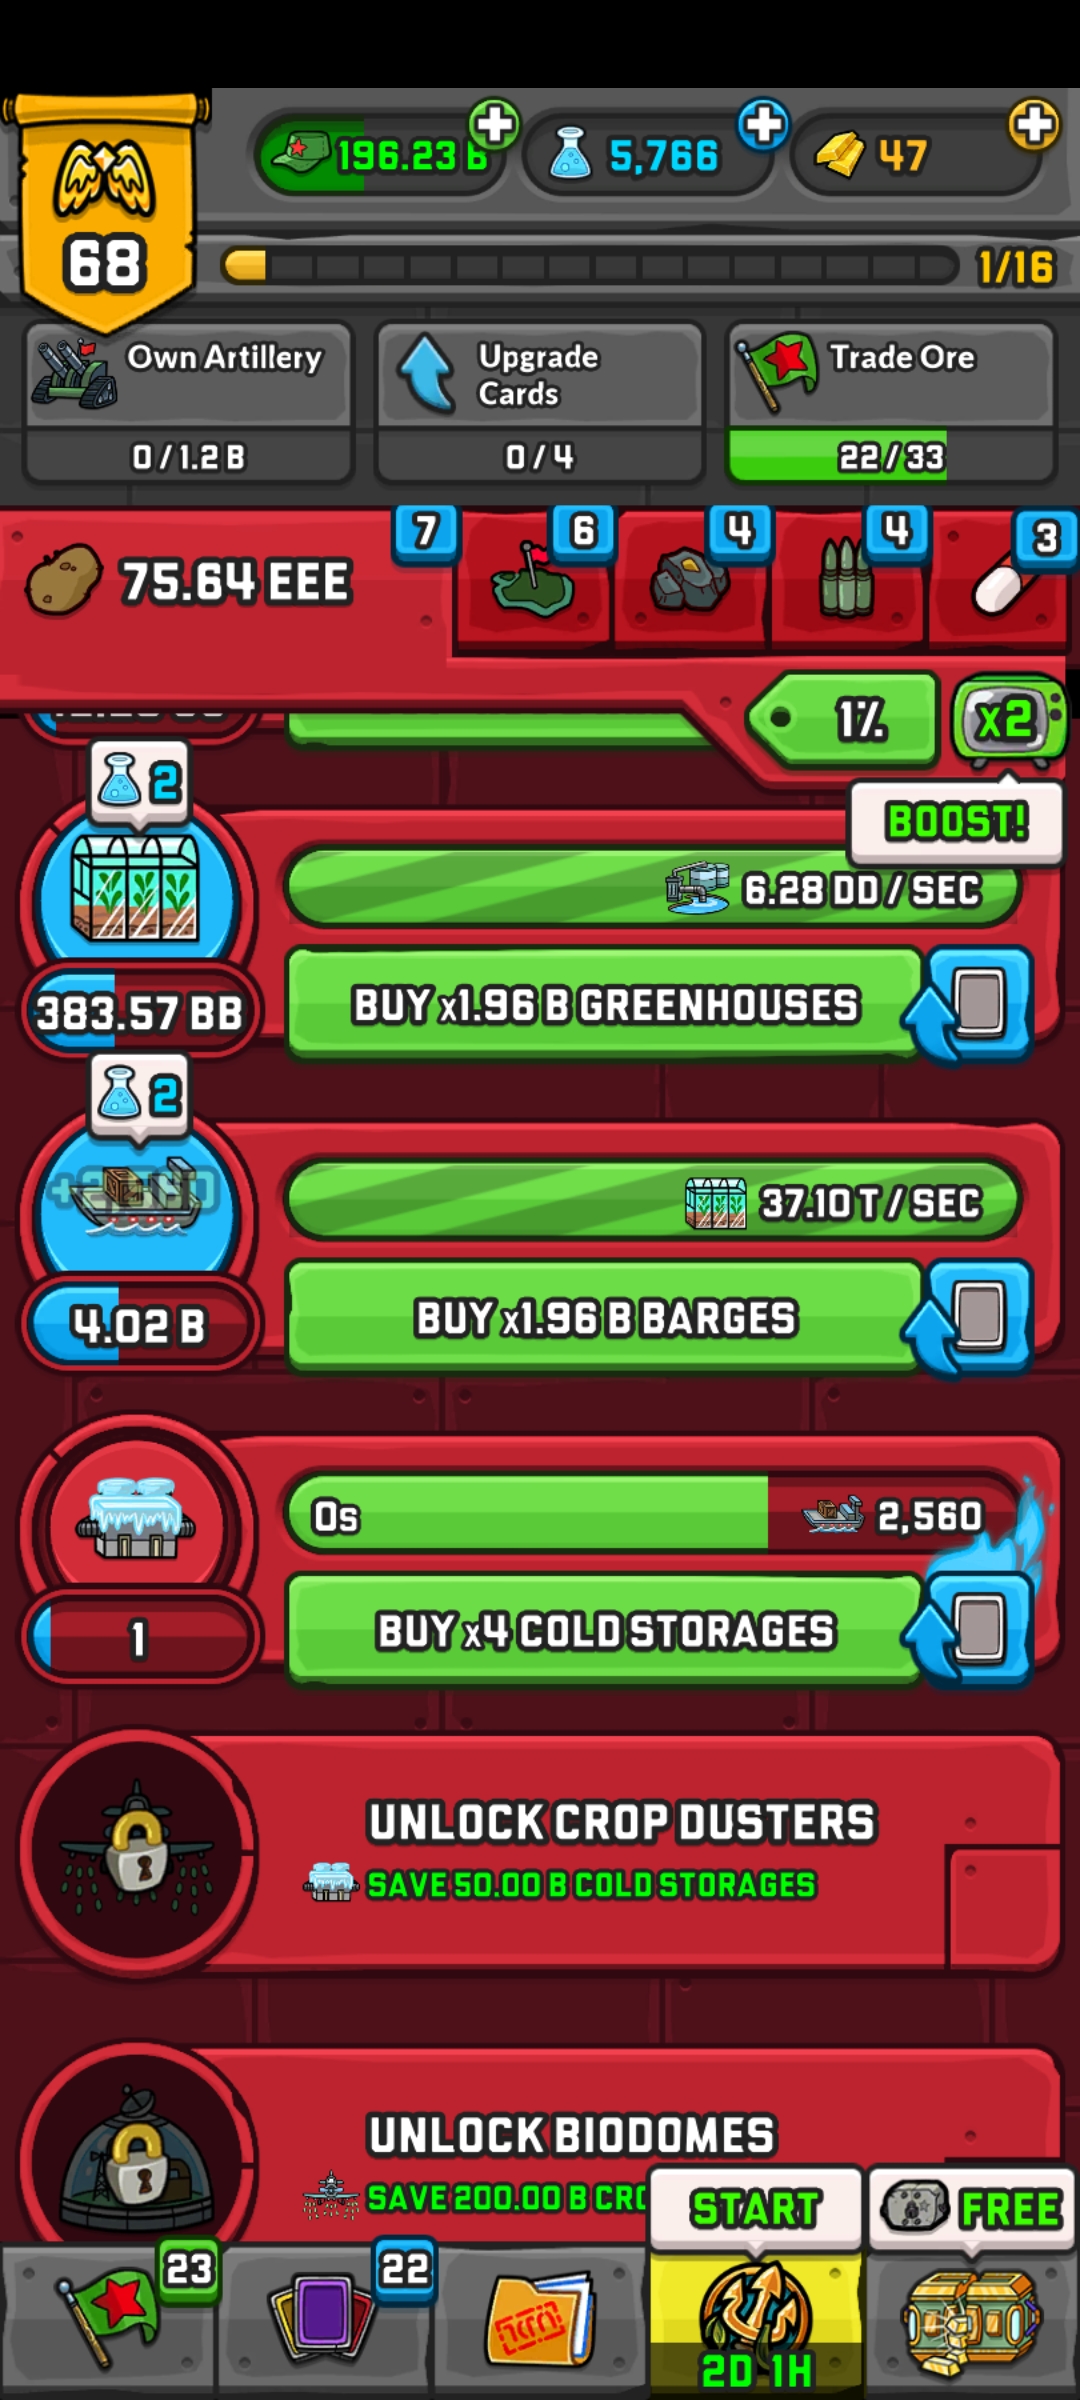 196.23 B
5,766
47
68
1/16
Own Artillery
0 / 1.2 B
Upgrade
Cards
0 / 4
Trade Ore
22 / 33
75.64 EEE
7
6
4
4
3
1%
x2
BOOST!
2
6.28 DD / SEC
383.57 BB
BUY x1.96 B GREENHOUSES
2
37.10 T / SEC
4.02 B
BUY x1.96 B BARGES
0s
2,560
1
BUY x4 COLD STORAGES
UNLOCK CROP DUSTERS
SAVE 50.00 B COLD STORAGES
UNLOCK BIODOMES
SAVE 200.00 B CRO
START
FREE
23
22
2D 1H